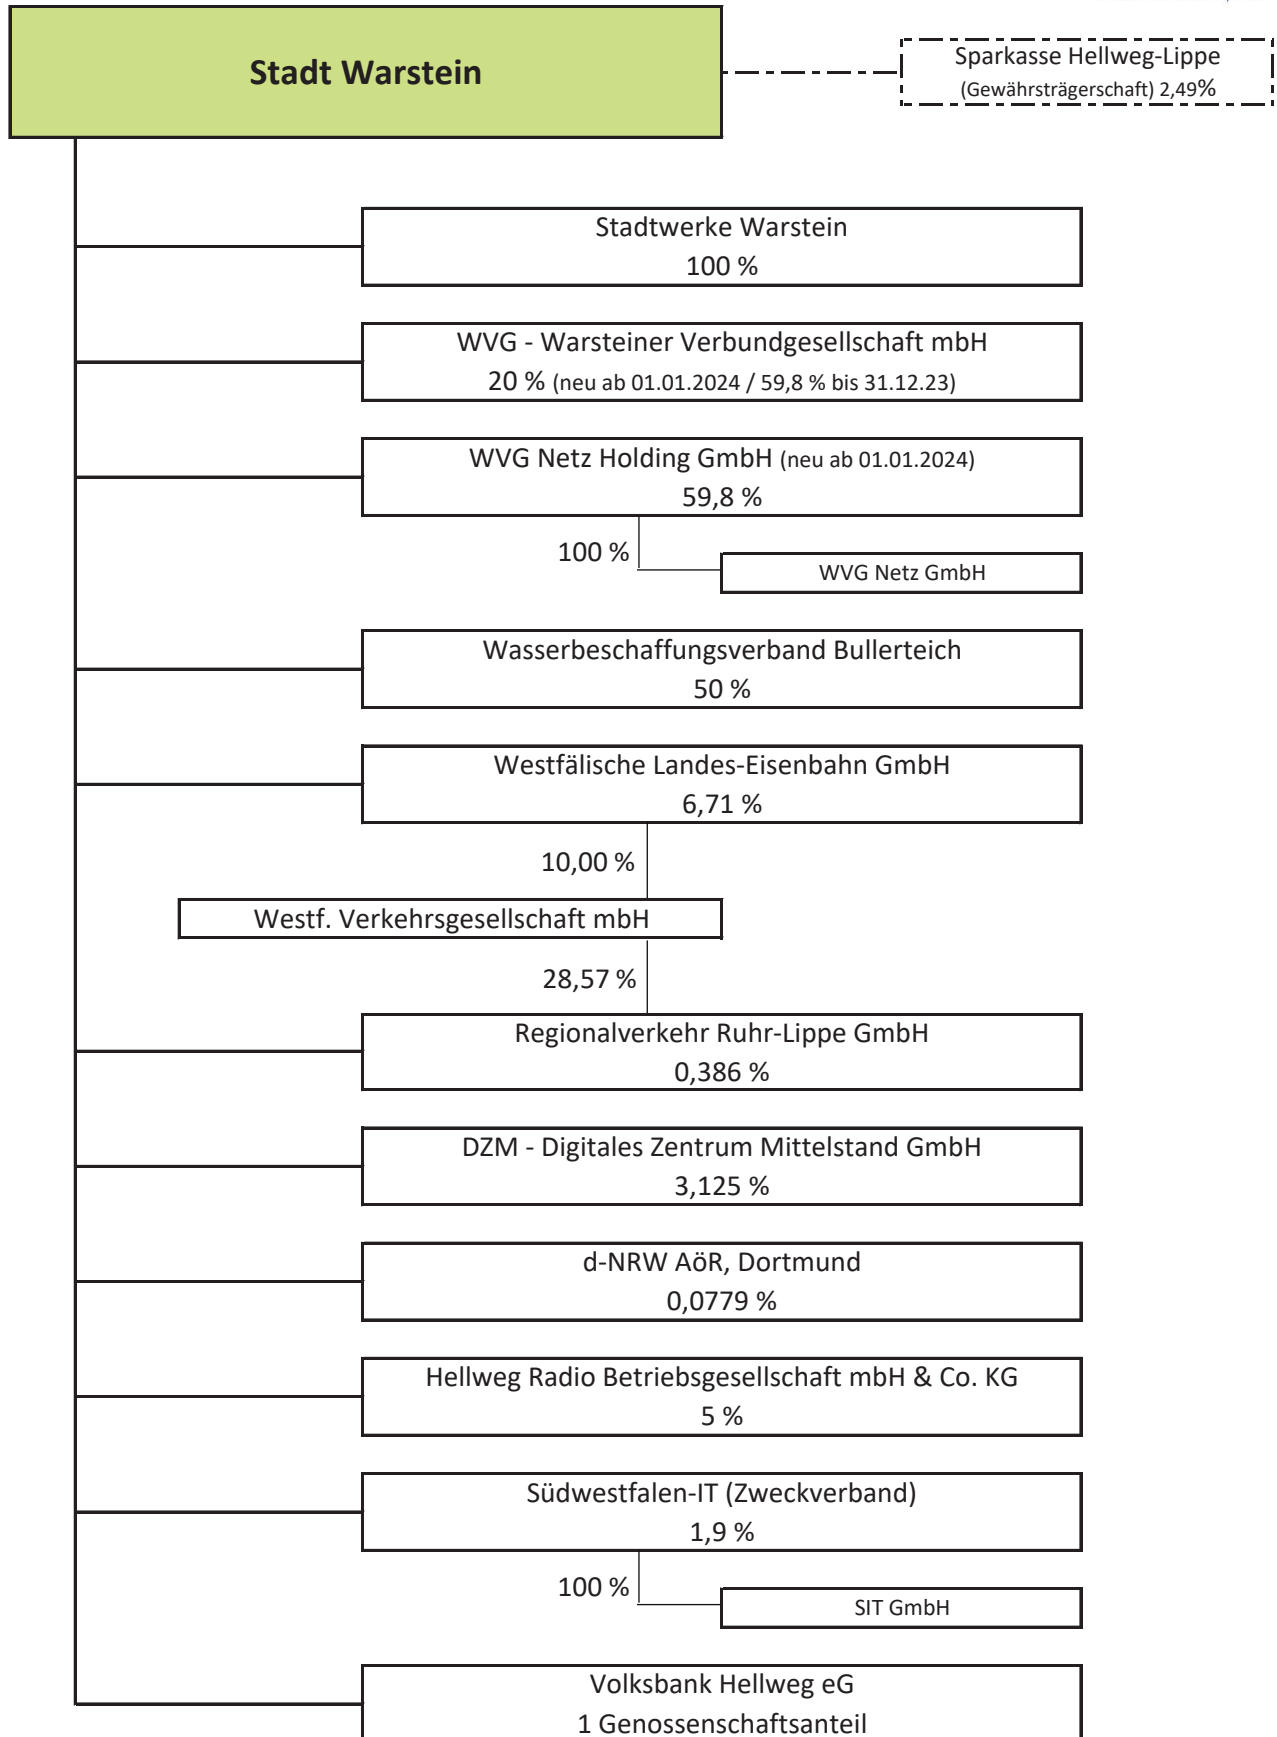 Stadt Warstein
Sparkasse Hellweg-Lippe
(Gewährsträgerschaft) 2,49%
Stadtwerke Warstein
100 %
WVG - Warsteiner Verbundgesellschaft mbH
20 % (neu ab 01.01.2024 / 59,8 % bis 31.12.23)
WVG Netz Holding GmbH (neu ab 01.01.2024)
59,8 %
100 %
WVG Netz GmbH
Wasserbeschaffungsverband Bullerteich
50 %
Westfälische Landes-Eisenbahn GmbH
6,71 %
10,00 %
Westf. Verkehrsgesellschaft mbH
28,57 %
Regionalverkehr Ruhr-Lippe GmbH
0,386 %
DZM - Digitales Zentrum Mittelstand GmbH
3,125 %
d-NRW AöR, Dortmund
0,0779 %
Hellweg Radio Betriebsgesellschaft mbH & Co. KG
5 %
Südwestfalen-IT (Zweckverband)
1,9 %
100 %
SIT GmbH
Volksbank Hellweg eG
1 Genossenschaftsanteil